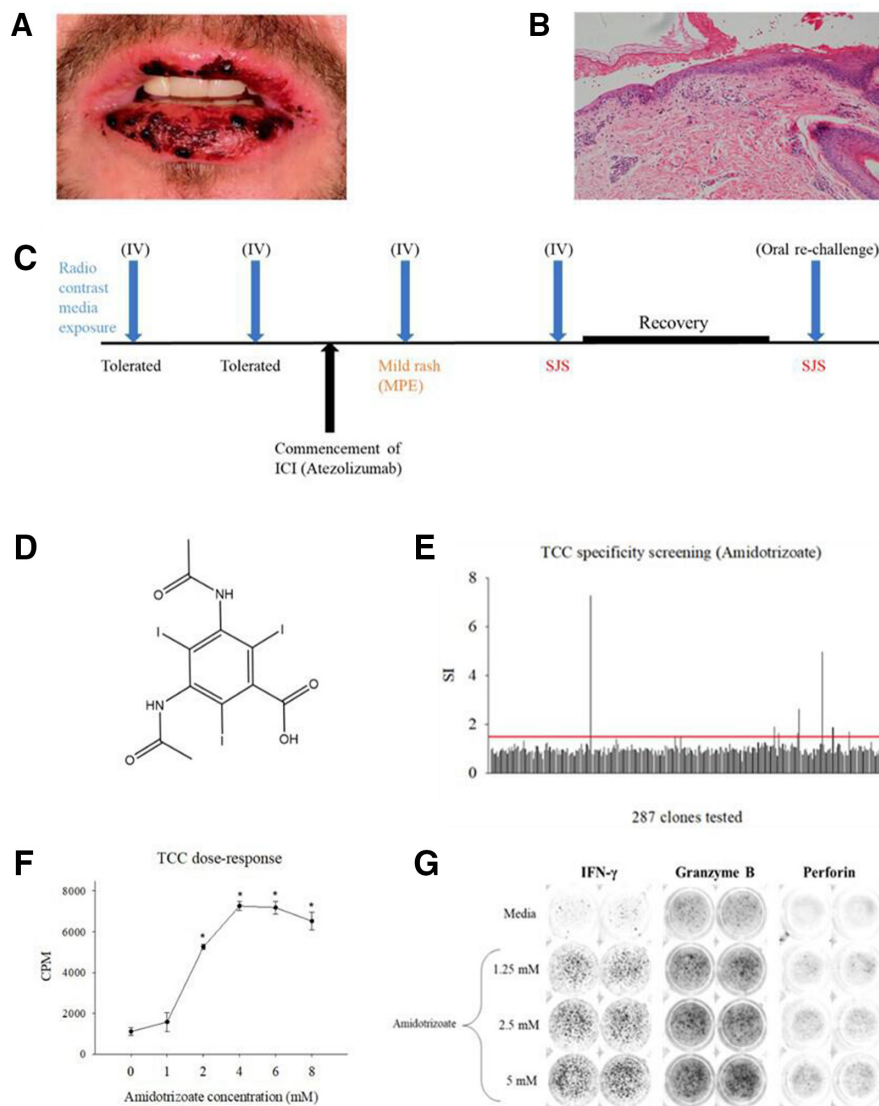 A
B
C
(IV)
(IV)
(IV)
(IV)
(Oral re-challenge)
Radio
contrast
media
exposure
Recovery
Tolerated
Tolerated
Mild rash
(MPE)
SJS
SJS
Commencement of
ICI (Atezolizumab)
D
O
NH
I
I
HN
O
I
OH
O
E
TCC specificity screening (Amidotrizoate)
8
6
4
2
0
SI
287 clones tested
F
TCC dose-response
8000
6000
4000
2000
0
CPM
* * * *
0 1 2 4 6 8
Amidotrizoate concentration (mM)
G
IFN-γ Granzyme B Perforin
Media
1.25 mM
Amidotrizoate
2.5 mM
5 mM